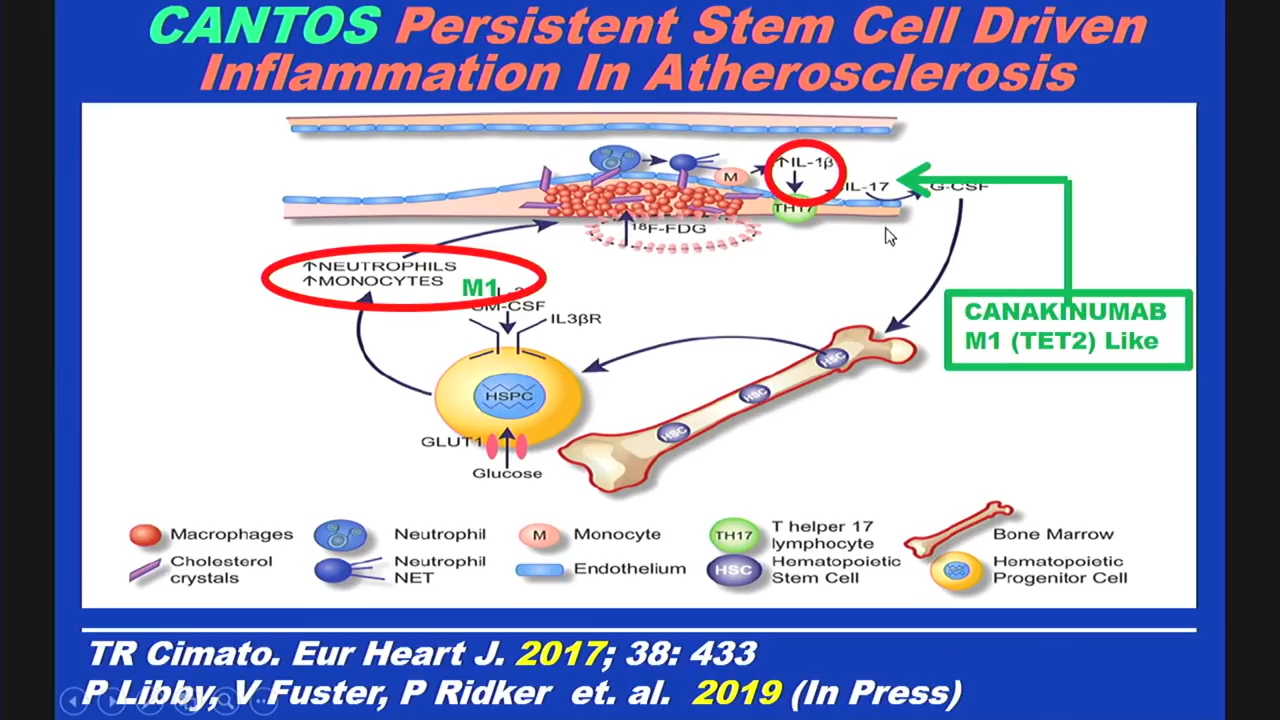 CANTOS Persistent Stem Cell Driven
Inflammation In Atherosclerosis
↑IL-1β
M
IL-17
G-CSF
TH17
18F-FDG
↑NEUTROPHILS
↑MONOCYTES
M1
GM-CSF
IL3βR
CANAKINUMAB
M1 (TET2) Like
HSC
HSC
HSC
HSPC
GLUT1
Glucose
Macrophages
Neutrophil
M
Monocyte
TH17
T helper 17
lymphocyte
Bone Marrow
Cholesterol
crystals
Neutrophil
NET
Endothelium
HSC
Hematopoietic
Stem Cell
Hematopoietic
Progenitor Cell
TR Cimato. Eur Heart J. 2017; 38: 433
P Libby, V Fuster, P Ridker et. al. 2019 (In Press)